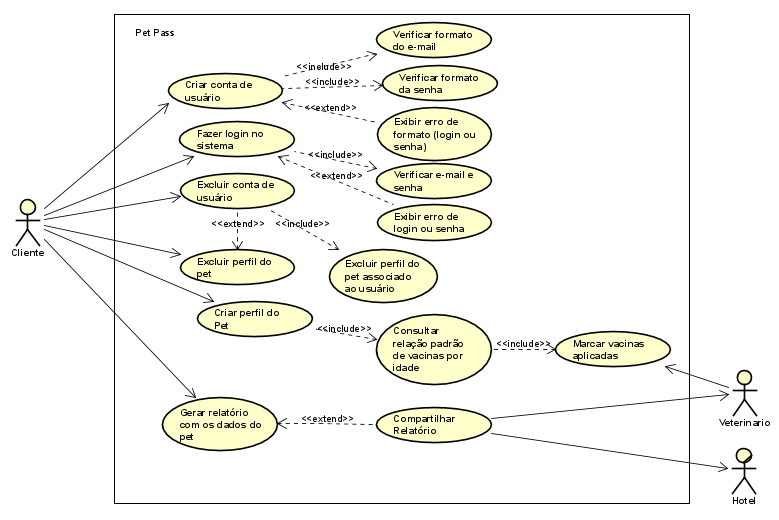 Pet Pass
Verificar formato
do e-mail
<<include>>
Criar conta de
usuário
<<include>>
Verificar formato
da senha
<<extend>>
Exibir erro de
formato (login ou
senha)
Fazer login no
sistema
<<include>>
Verificar e-mail e
senha
<<extend>>
Excluir conta de
usuário
Exibir erro de
login ou senha
<<extend>>
<<include>>
Cliente
Excluir perfil do
pet
Excluir perfil do
pet associado
ao usuário
Criar perfil do
Pet
<<include>>
Consultar
relação padrão
de vacinas por
idade
<<include>>
Marcar vacinas
aplicadas
Gerar relatório
com os dados do
pet
<<extend>>
Compartilhar
Relatório
Veterinario
Hotel